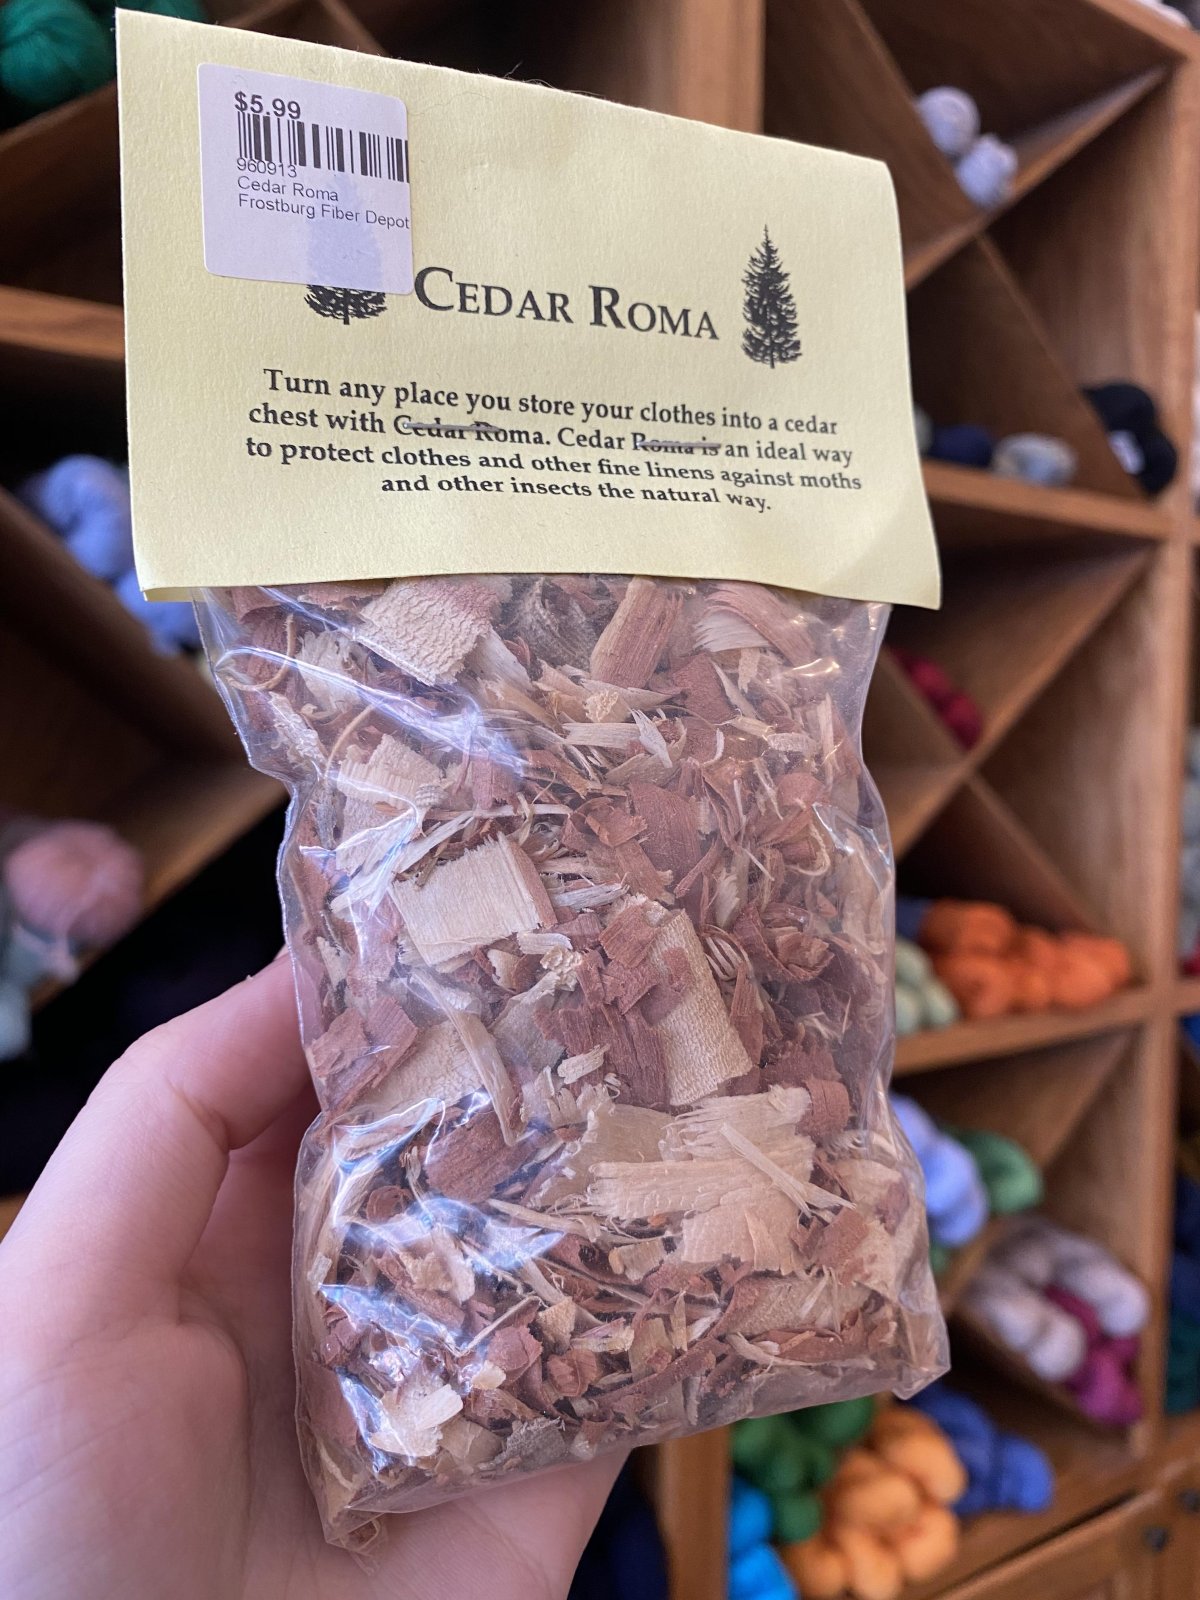 $5.99
960913
Cedar Roma
Frostburg Fiber Depot
CEDAR ROMA
Turn any place you store your clothes into a cedar
chest with Cedar Roma. Cedar Roma is an ideal way
to protect clothes and other fine linens against moths
and other insects the natural way.